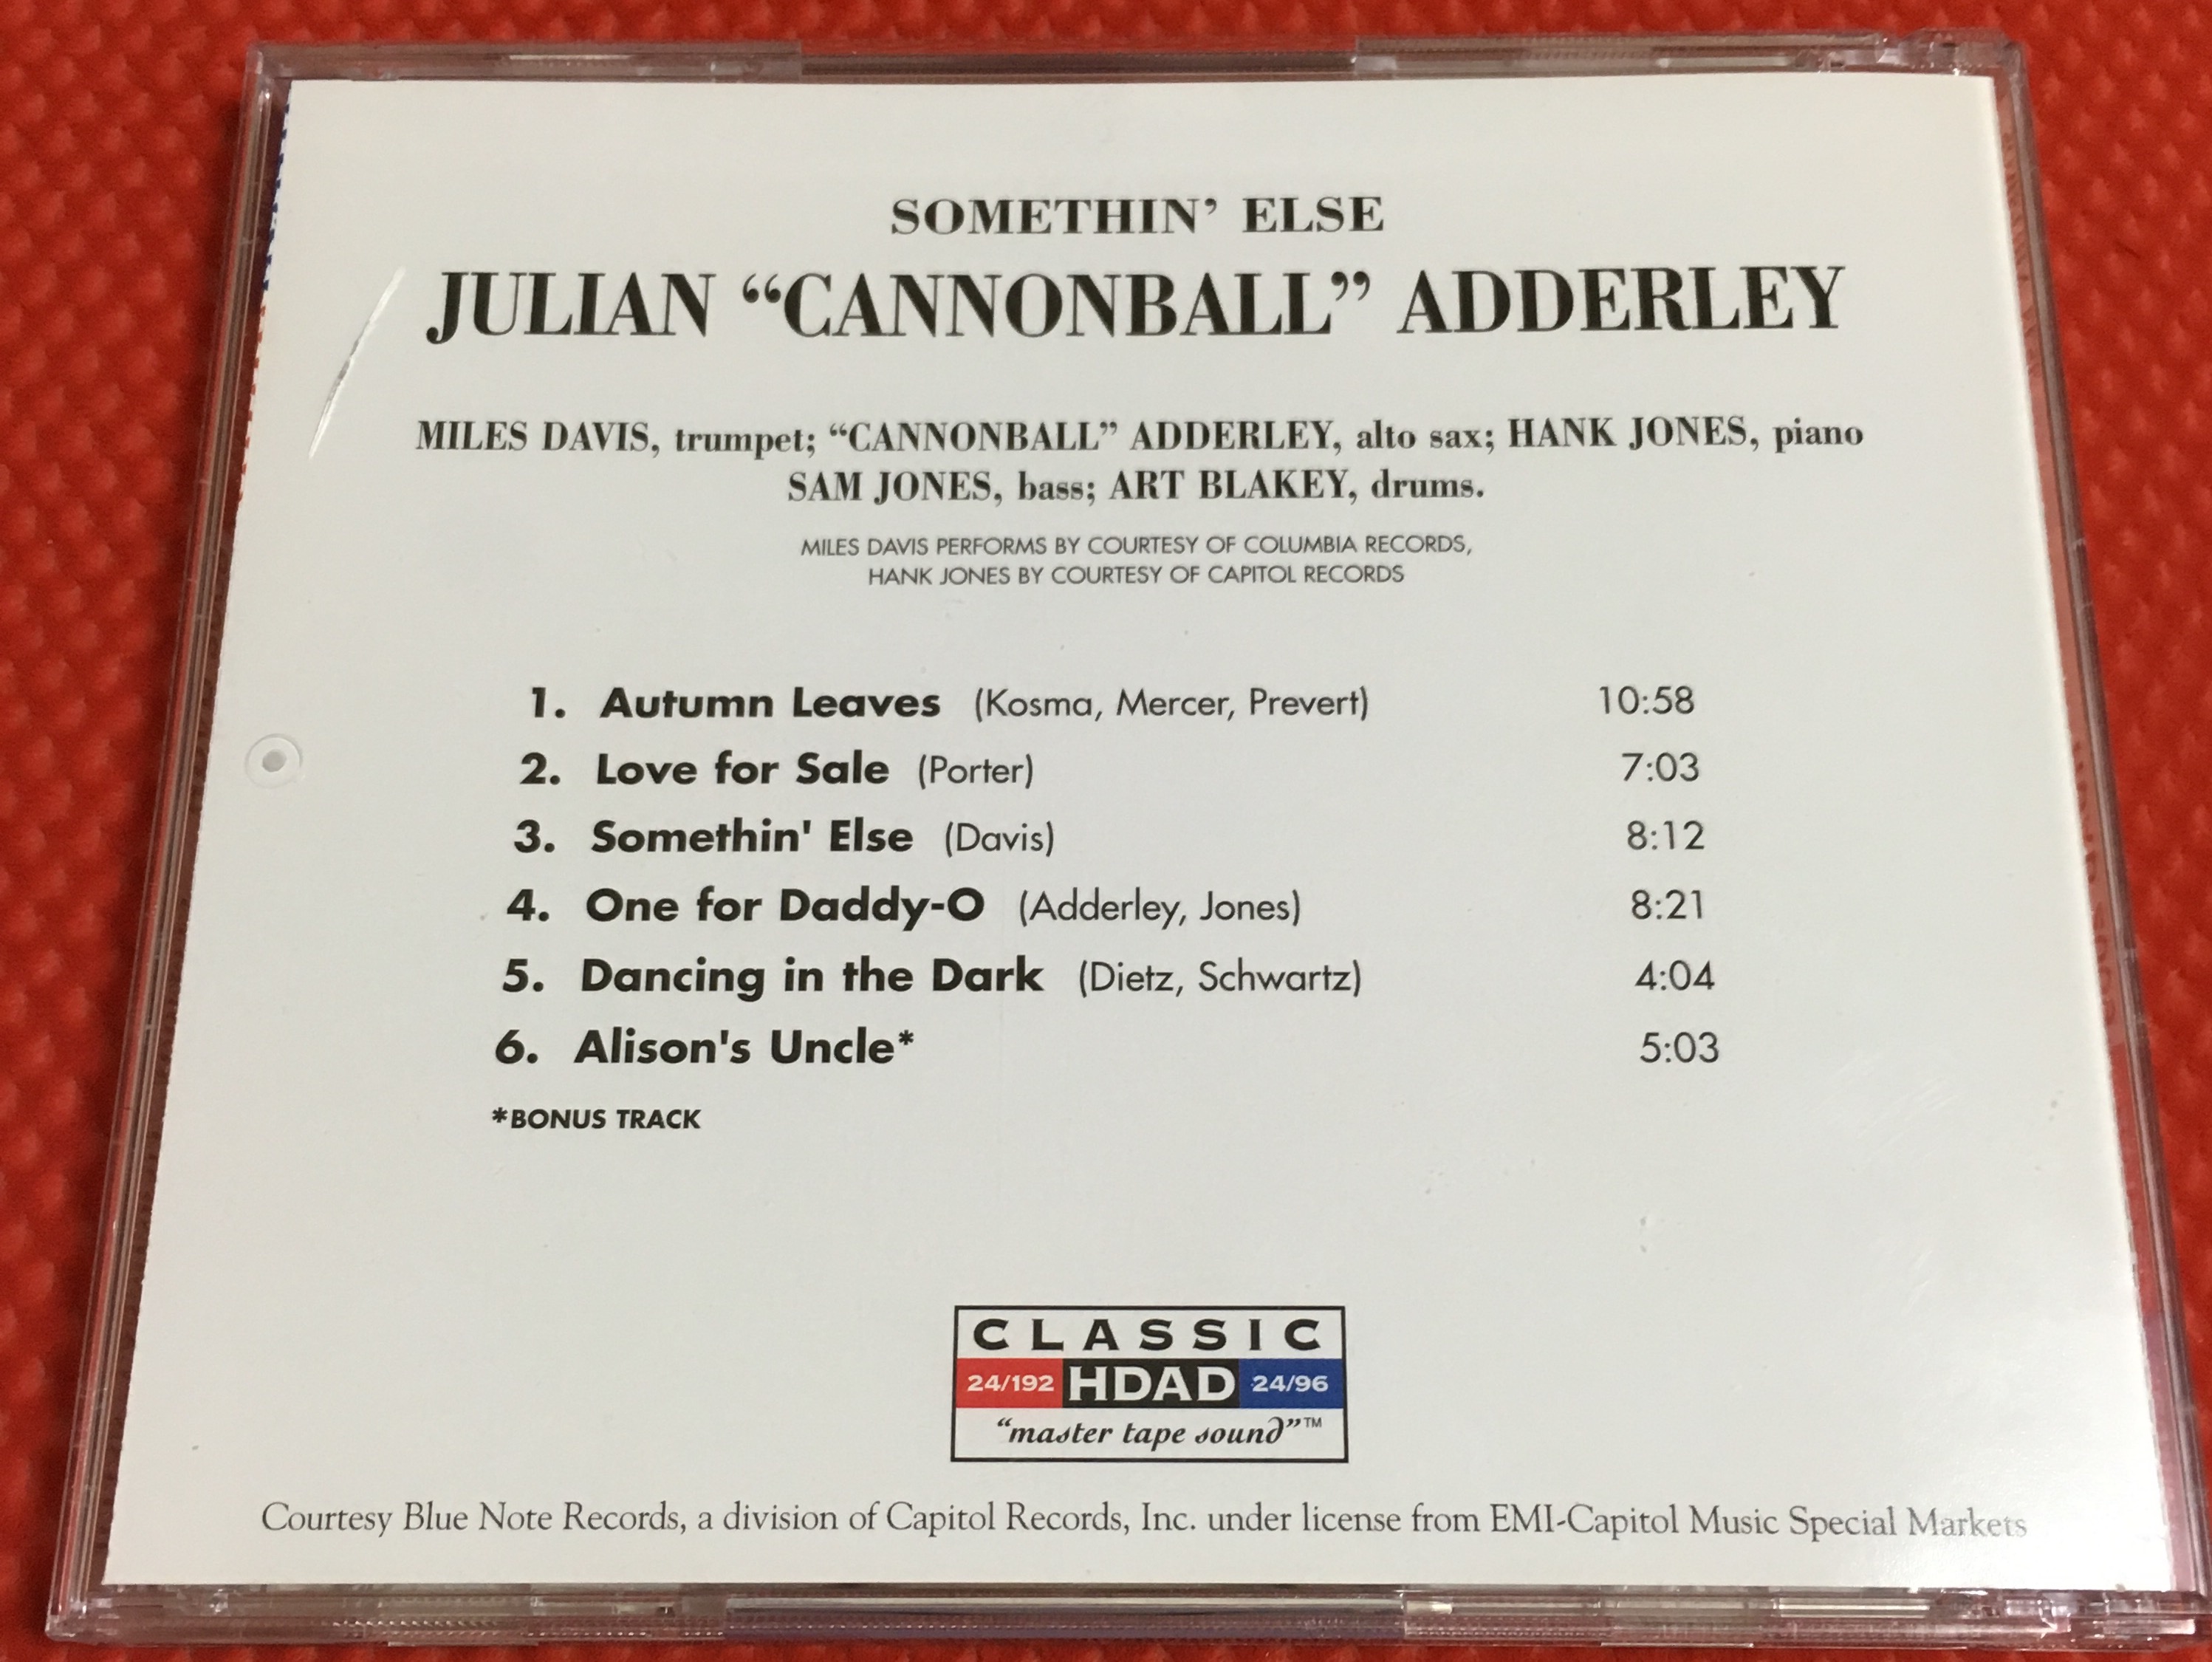 SOMETHIN’ ELSE
JULIAN “CANNONBALL” ADDERLEY
MILES DAVIS, trumpet; “CANNONBALL” ADDERLEY, alto sax; HANK JONES, piano
SAM JONES, bass; ART BLAKEY, drums.
MILES DAVIS PERFORMS BY COURTESY OF COLUMBIA RECORDS,
HANK JONES BY COURTESY OF CAPITOL RECORDS
1. Autumn Leaves (Kosma, Mercer, Prevert) 10:58
2. Love for Sale (Porter) 7:03
3. Somethin' Else (Davis) 8:12
4. One for Daddy-O (Adderley, Jones) 8:21
5. Dancing in the Dark (Dietz, Schwartz) 4:04
6. Alison's Uncle* 5:03
*BONUS TRACK
CLASSIC
24/192 HDAD 24/96
“master tape sound”™
Courtesy Blue Note Records, a division of Capitol Records, Inc. under license from EMI-Capitol Music Special Markets